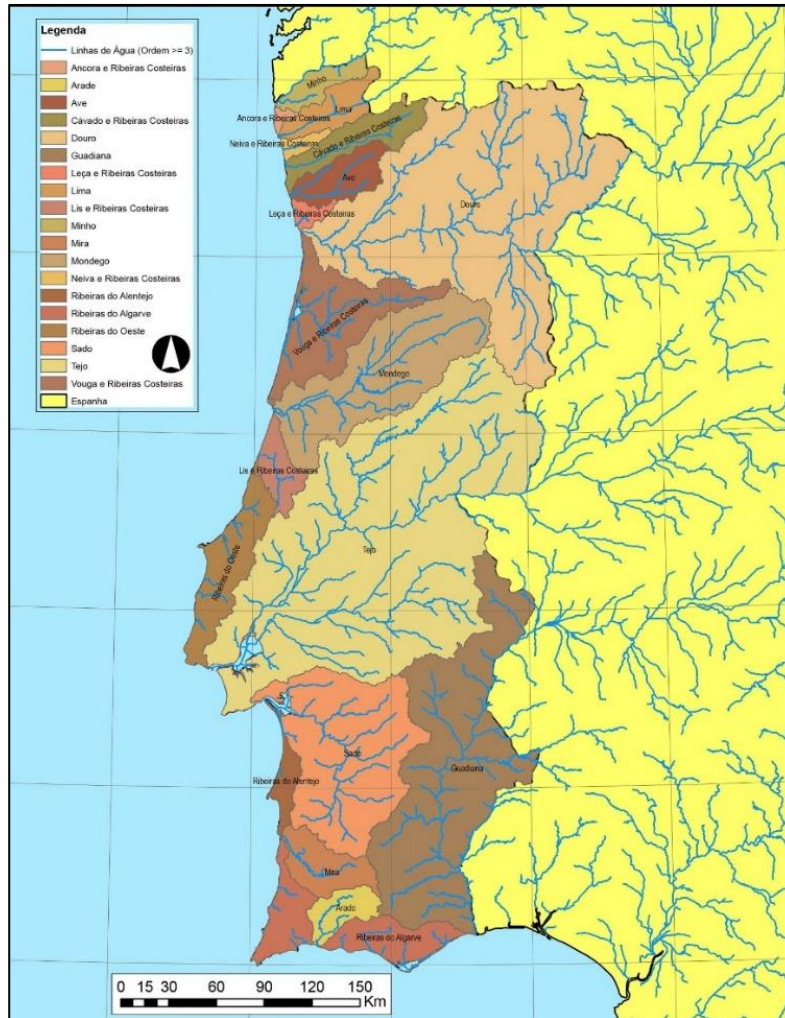 Legenda
Linhas de Água (Ordem >= 3)
Ancora e Ribeiras Costeiras
Arade
Ave
Cávado e Ribeiras Costeiras
Douro
Guadiana
Leça e Ribeiras Costeiras
Lima
Lis e Ribeiras Costeiras
Minho
Mira
Mondego
Neiva e Ribeiras Costeiras
Ribeiras do Alentejo
Ribeiras do Algarve
Ribeiras do Oeste
Sado
Tejo
Vouga e Ribeiras Costeiras
Espanha
Minho
Lima
Ancora e Ribeiras Costeiras
Neiva e Ribeiras Costeiras
Cávado e Ribeiras Costeiras
Ave
Leça e Ribeiras Costeiras
Douro
Vouga e Ribeiras Costeiras
Mondego
Lis e Ribeiras Costeiras
Tejo
Ribeiras do Oeste
Sado
Guadiana
Ribeiras do Alentejo
Mira
Arade
Ribeiras do Algarve
0 15 30 60 90 120 150
Km